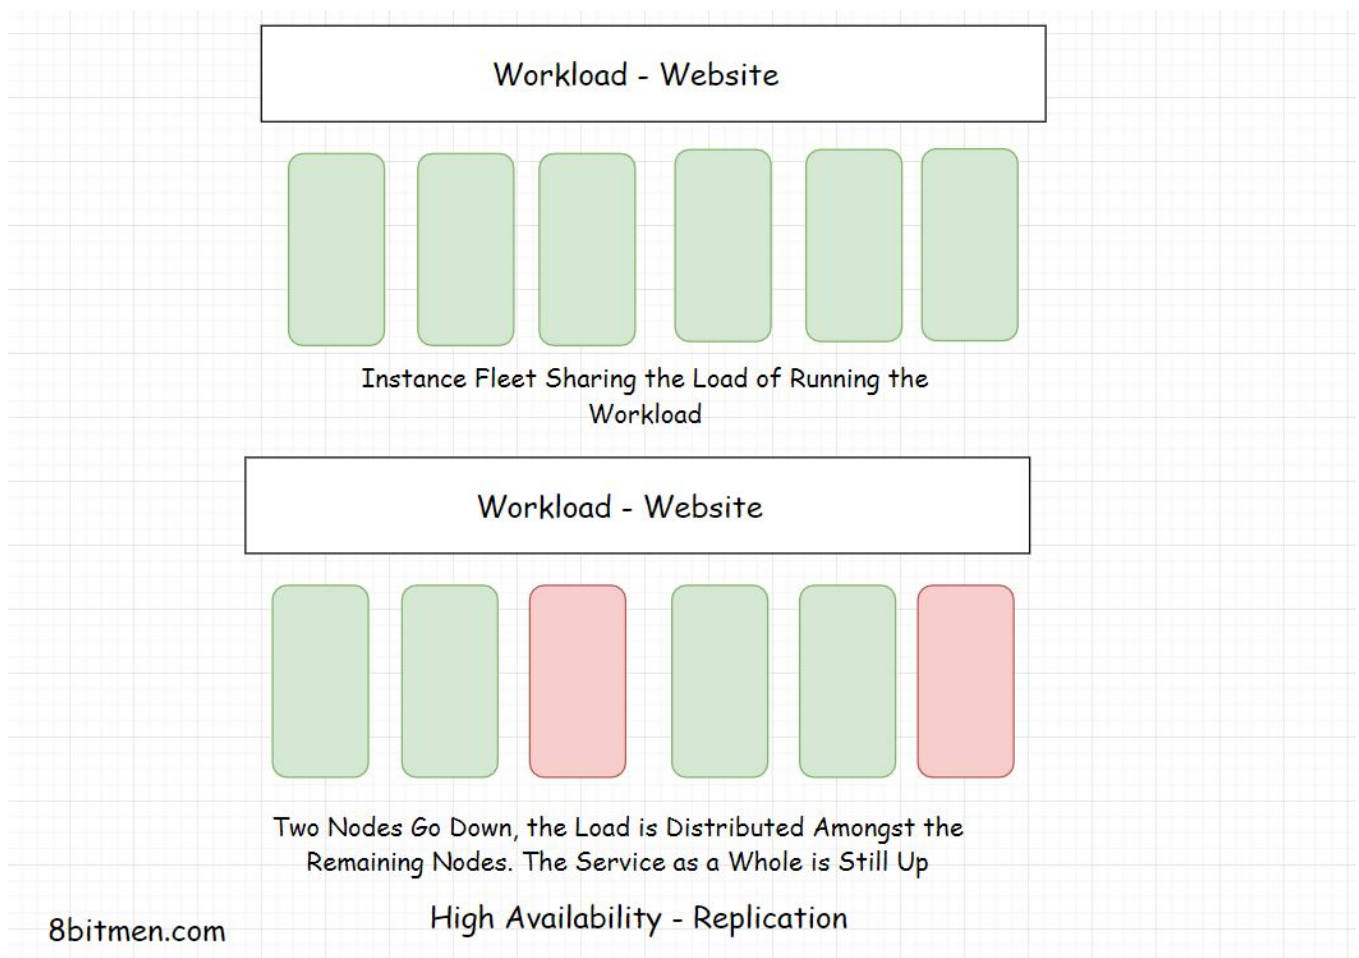 Workload - Website
Instance Fleet Sharing the Load of Running the
Workload
Workload - Website
Two Nodes Go Down, the Load is Distributed Amongst the
Remaining Nodes. The Service as a Whole is Still Up
High Availability - Replication
8bitmen.com